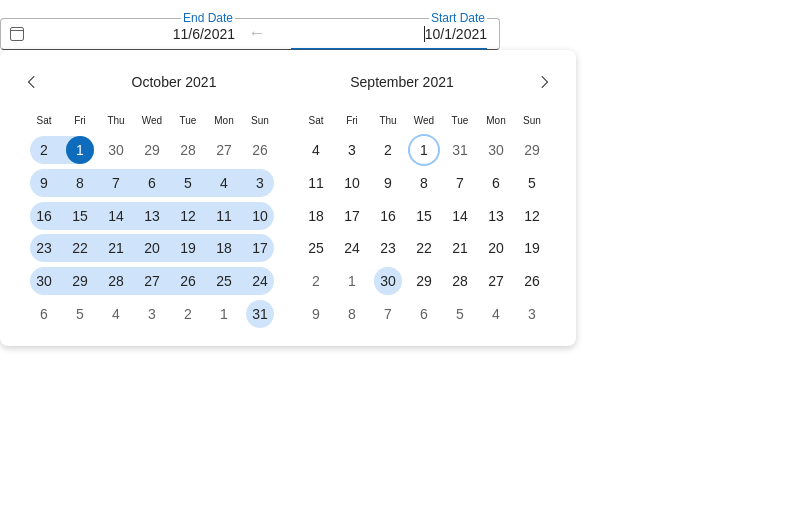 End Date Start Date
11/6/2021 ← 10/1/2021
October 2021 September 2021
Sat Fri Thu Wed Tue Mon Sun Sat Fri Thu Wed Tue Mon Sun
2 1 30 29 28 27 26 4 3 2 1 31 30 29
9 8 7 6 5 4 3 11 10 9 8 7 6 5
16 15 14 13 12 11 10 18 17 16 15 14 13 12
23 22 21 20 19 18 17 25 24 23 22 21 20 19
30 29 28 27 26 25 24 2 1 30 29 28 27 26
6 5 4 3 2 1 31 9 8 7 6 5 4 3